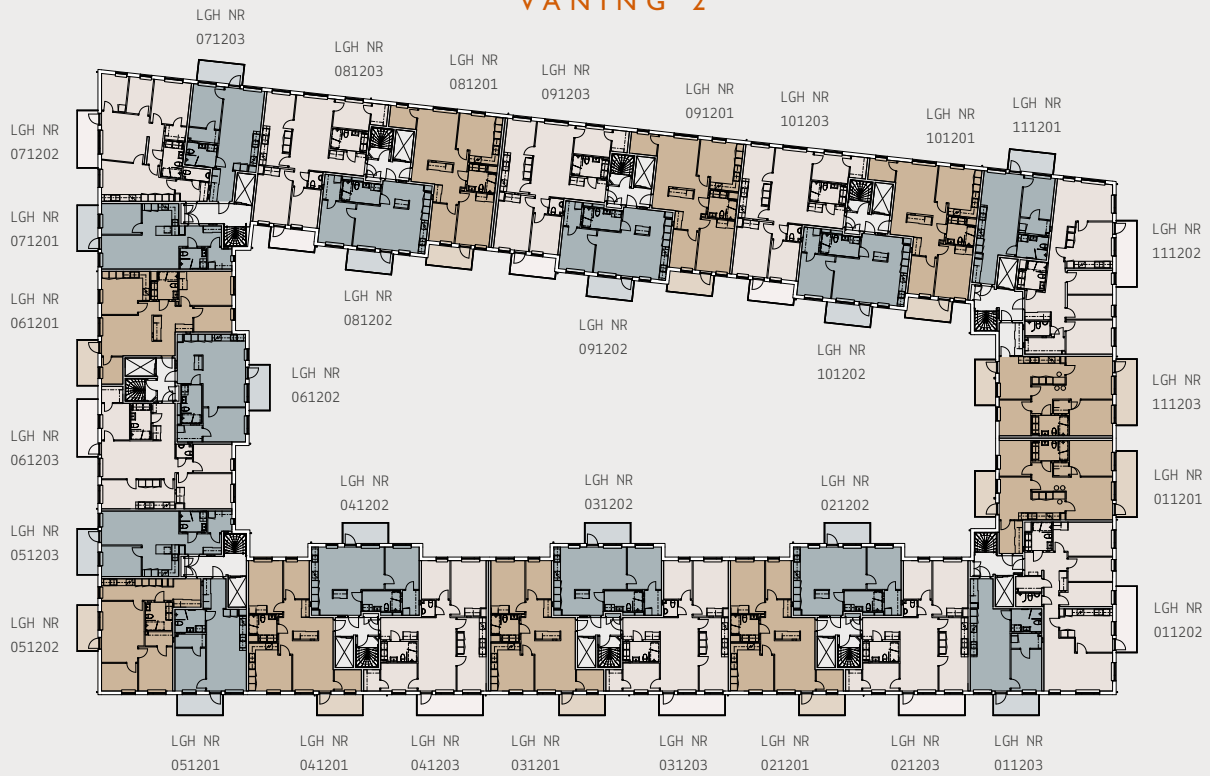 VÅNING 2
LGH NR
071203
LGH NR
081203
LGH NR
081201
LGH NR
091203
LGH NR
091201
LGH NR
101203
LGH NR
101201
LGH NR
111201
LGH NR
071202
LGH NR
071201
LGH NR
111202
LGH NR
061201
LGH NR
081202
LGH NR
091202
LGH NR
101202
LGH NR
061202
LGH NR
111203
LGH NR
061203
LGH NR
041202
LGH NR
031202
LGH NR
021202
LGH NR
011201
LGH NR
051203
LGH NR
051202
LGH NR
011202
LGH NR
051201
LGH NR
041201
LGH NR
041203
LGH NR
031201
LGH NR
031203
LGH NR
021201
LGH NR
021203
LGH NR
011203